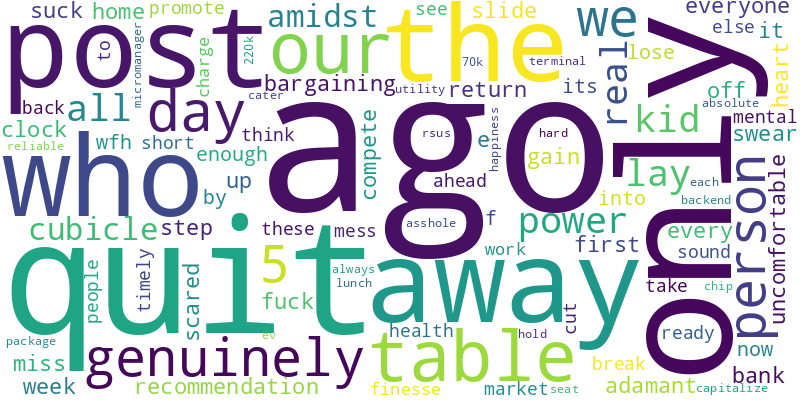 suck home promote
amidst
we
see slide
everyone
else it
post
to
micromanager
charge
220k
our
the
70k terminal
bargaining utility return its
real
lose
heart
off
absolute
back all day
clock
reliable
wfh short
cater
think
enough
compete
e
rsus
happiness
hard
gain
kid
mental
swear
who
ago
only
by up
ahead
lay
into
each
backend
person
uncomfortable
cubicle step
these mess
asshole
f
power
first
every
sound
work
quit
away
people
timely
scared
5
fuck
always
lunch
health
hold
cut
take
chip
ready
now
package
ev
genuinely
table
miss
week
recommendation
finesse
market seat
break
adamant
bank
capitalize